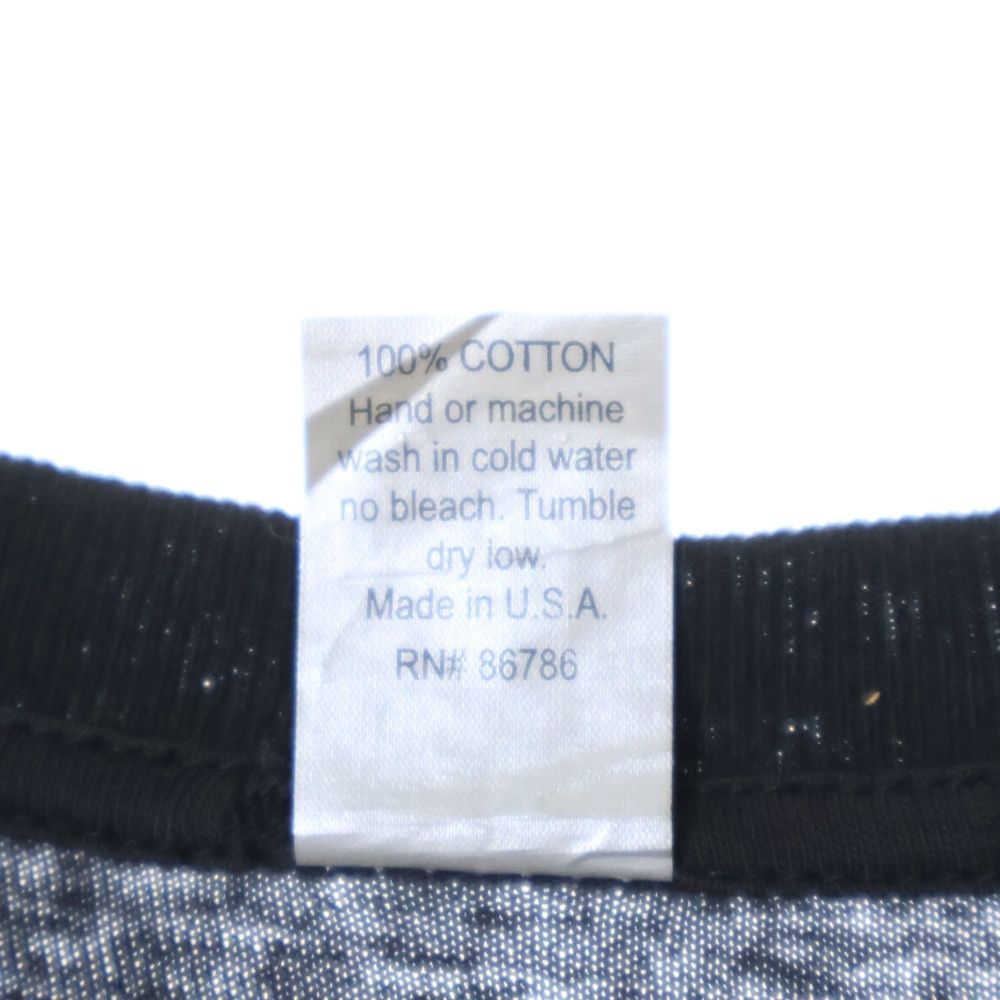 100% COTTON
Hand or machine
wash in cold water
no bleach. Tumble
dry low.
Made in U.S.A.
RN# 86786